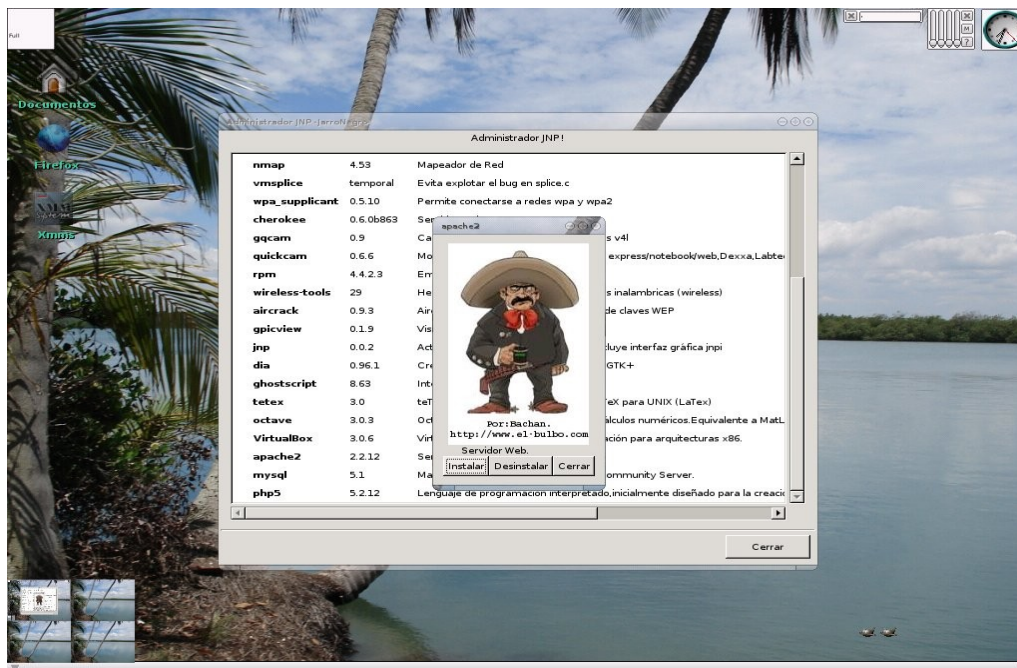 Full
Documentos
Firefox
XMM
Xmms
Administrador JNP -JarroNegro
Administrador JNP!
nmap 4.53 Mapeador de Red
vmsplice temporal Evita explotar el bug en splice.c
wpa_supplicant 0.5.10 Permite conectarse a redes wpa y wpa2
cherokee 0.6.0b863
gqcam 0.9 s v4l
quickcam 0.6.6 express/notebook/web,Dexxa,Labtec
rpm 4.4.2.3
wireless-tools 29 s inalambricas (wireless)
aircrack 0.9.3 de claves WEP
gpicview 0.1.9
jnp 0.0.2 cluye interfaz gráfica jnpi
dia 0.96.1 GTK+
ghostscript 8.63
tetex 3.0 TeX para UNIX (LaTex)
octave 3.0.3 álculos numéricos.Equivalente a MatL
VirtualBox 3.0.6 ación para arquitecturas x86.
apache2 2.2.12
mysql 5.1 ommunity Server.
php5 5.2.12 Lenguaje de programación interpretado,inicialmente diseñado para la creació
Cerrar
apache2
Por:Bachan.
http://www.el-bulbo.com
Servidor Web.
Instalar Desinstalar Cerrar